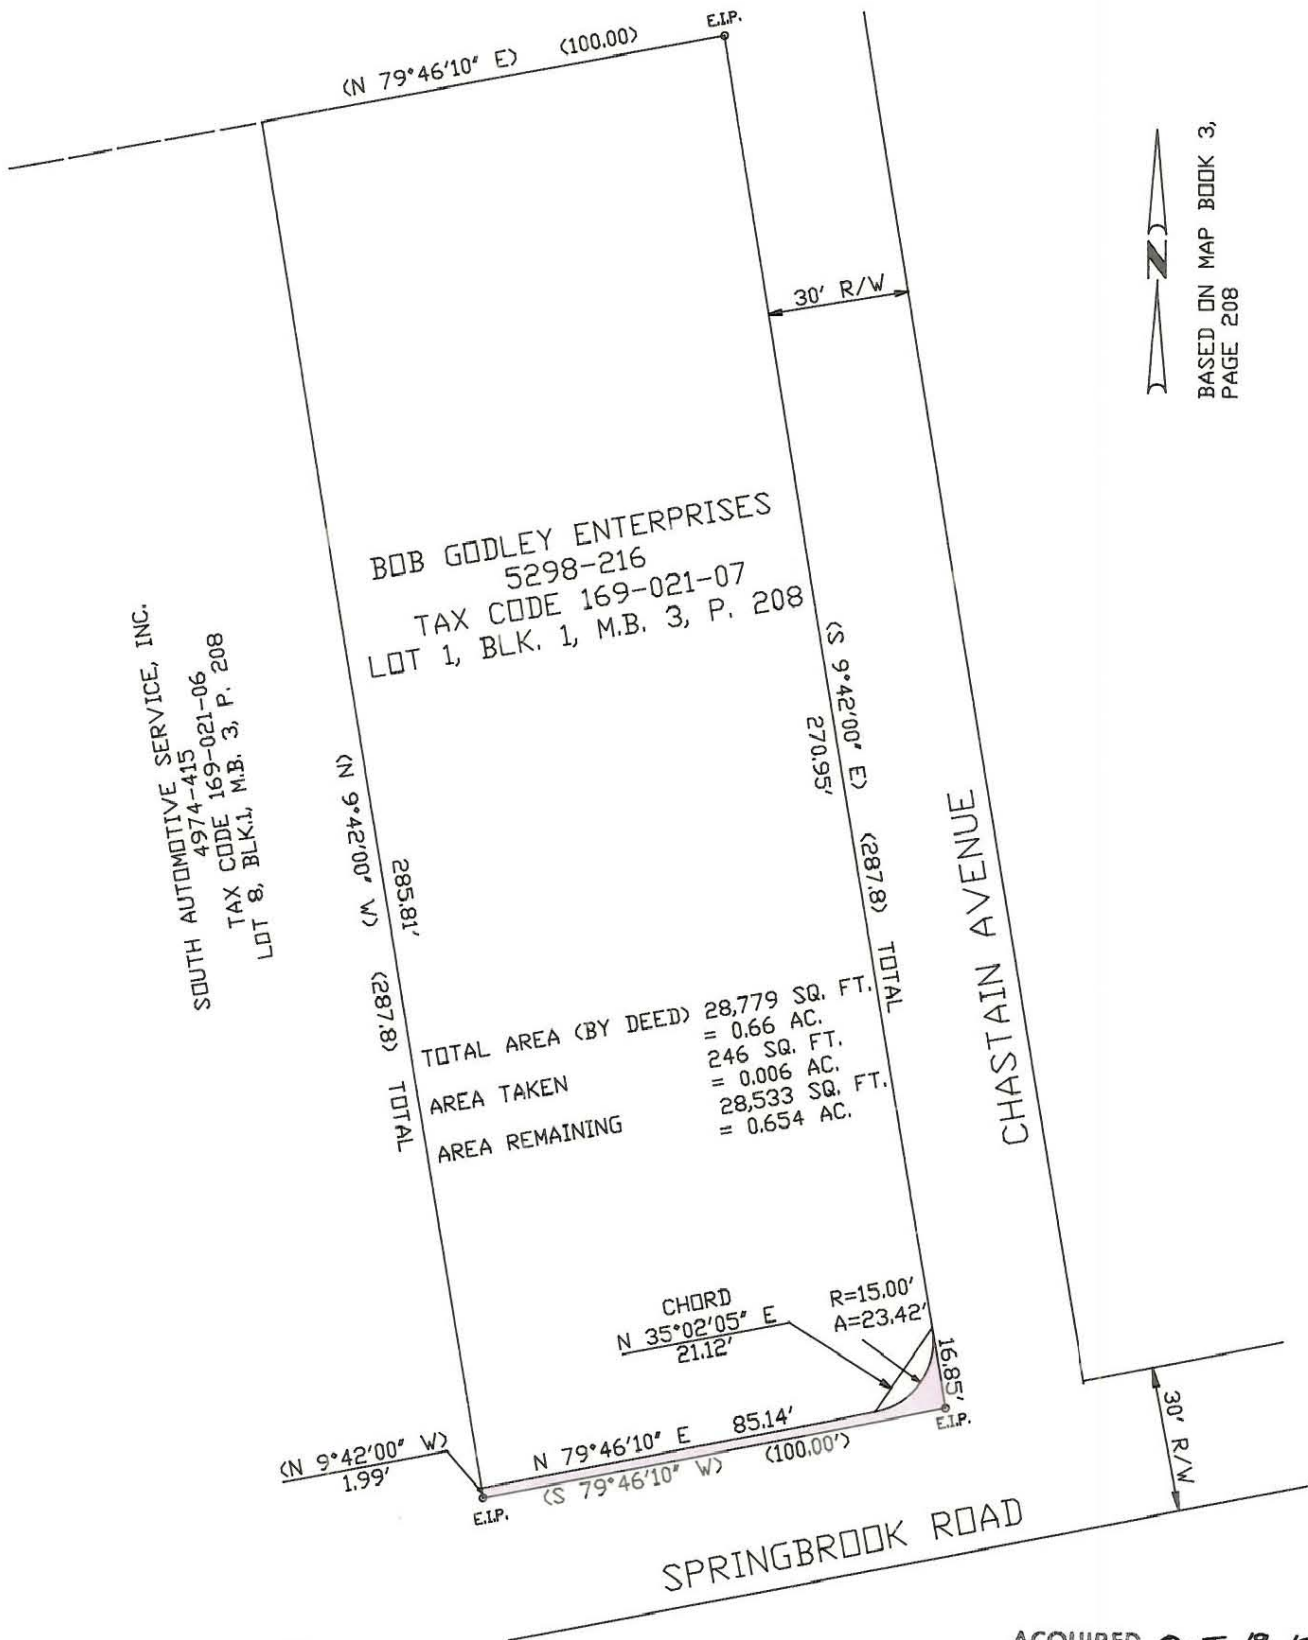 E.I.P.
(N 79°46'10" E) (100.00)
30' R/W
N
BASED ON MAP BOOK 3,
PAGE 208
BOB GODLEY ENTERPRISES
5298-216
TAX CODE 169-021-07
LOT 1, BLK. 1, M.B. 3, P. 208
SOUTH AUTOMOTIVE SERVICE, INC.
4974-415
TAX CODE 169-021-06
LOT 8, BLK.1, M.B. 3, P. 208
(N 9°42'00" W) (287.8) TOTAL
285.81'
(S 9°42'00" E) (287.8) TOTAL
270.95'
CHASTAIN AVENUE
TOTAL AREA (BY DEED) 28,779 SQ. FT.
= 0.66 AC.
AREA TAKEN 246 SQ. FT.
= 0.006 AC.
AREA REMAINING 28,533 SQ. FT.
= 0.654 AC.
CHORD
N 35°02'05" E
21.12'
R=15.00'
A=23.42'
16.85'
E.I.P.
30' R/W
N 79°46'10" E 85.14'
(S 79°46'10" W) (100.00')
(N 9°42'00" W)
1.99'
E.I.P.
SPRINGBROOK ROAD
ACQUIRED